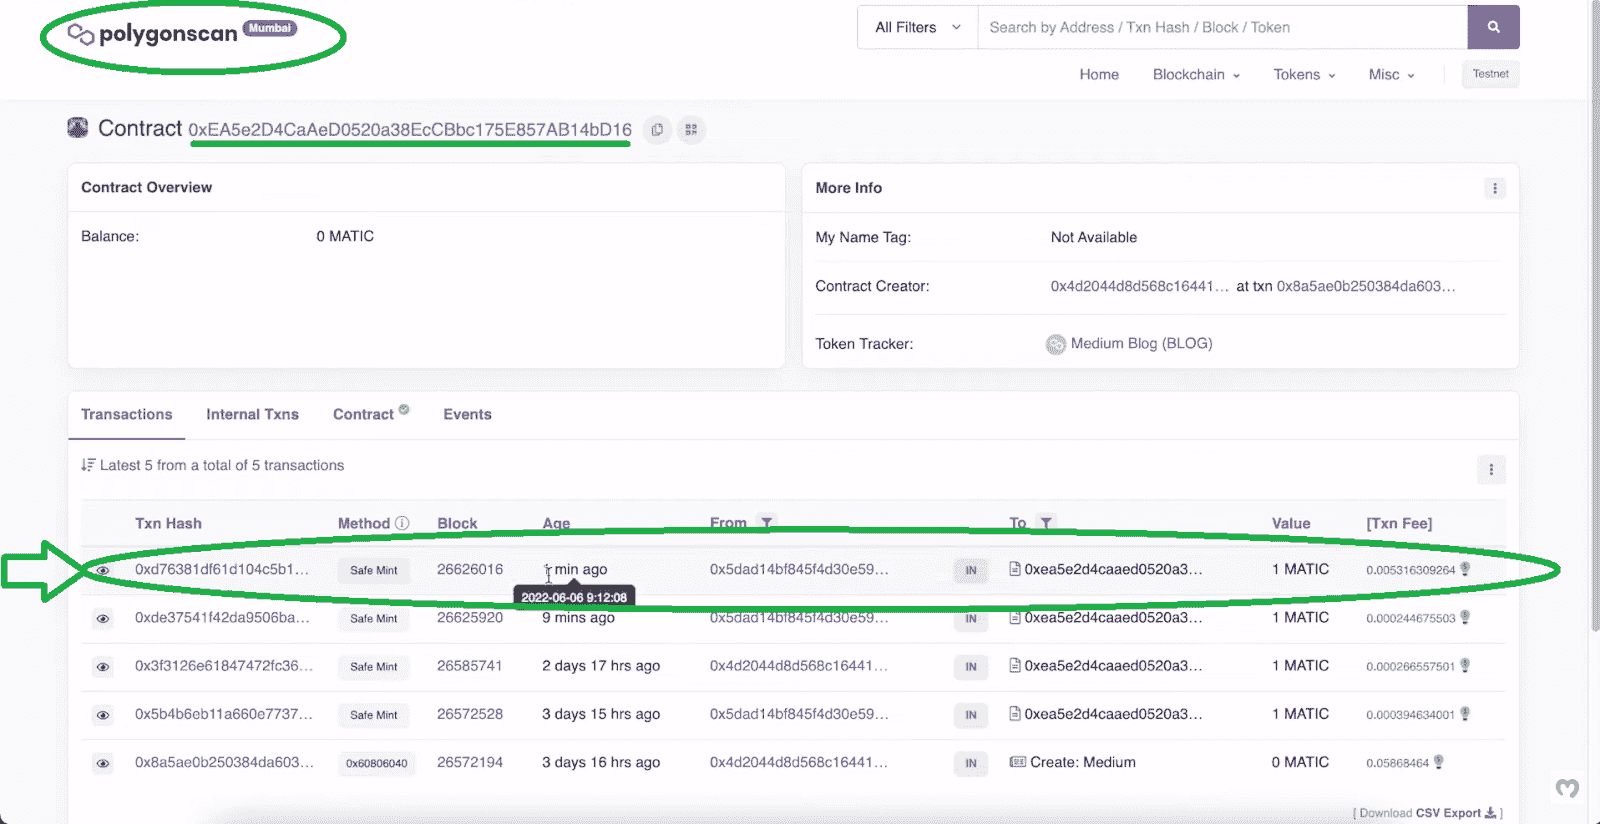 polygonscan Mumbai
All Filters Search by Address / Txn Hash / Block / Token
Home Blockchain Tokens Misc Testnet
Contract 0xEA5e2D4CaAeD0520a38EcCBbc175E857AB14bD16
Contract Overview
Balance: 0 MATIC
More Info
My Name Tag: Not Available
Contract Creator: 0x4d2044d8d568c16441... at txn 0x8a5ae0b250384da603...
Token Tracker: Medium Blog (BLOG)
Transactions Internal Txns Contract Events
Latest 5 from a total of 5 transactions
Txn Hash Method Block Age From To Value [Txn Fee]
0xd76381df61d104c5b1... Safe Mint 26626016 1 min ago 0x5dad14bf845f4d30e59... IN 0xea5e2d4caaed0520a3... 1 MATIC 0.005316309264
2022-06-06 9:12:08
0xde37541f42da9506ba... Safe Mint 26625920 9 mins ago 0x5dad14bf845f4d30e59... IN 0xea5e2d4caaed0520a3... 1 MATIC 0.000244675503
0x3f3126e61847472fc36... Safe Mint 26585741 2 days 17 hrs ago 0x4d2044d8d568c16441... IN 0xea5e2d4caaed0520a3... 1 MATIC 0.000266557501
0x5b4b6eb11a660e7737... Safe Mint 26572528 3 days 15 hrs ago 0x5dad14bf845f4d30e59... IN 0xea5e2d4caaed0520a3... 1 MATIC 0.000394634001
0x8a5ae0b250384da603... 0x60806040 26572194 3 days 16 hrs ago 0x4d2044d8d568c16441... IN Create: Medium 0 MATIC 0.05868464
[ Download CSV Export ]